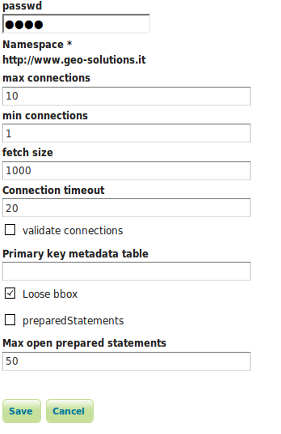 passwd
●●●●
Namespace *
http://www.geo-solutions.it
max connections
10
min connections
1
fetch size
1000
Connection timeout
20
validate connections
Primary key metadata table
Loose bbox
preparedStatements
Max open prepared statements
50
Save Cancel